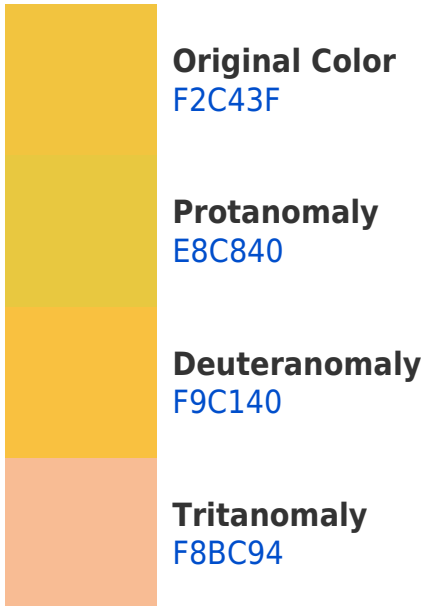 Original Color
F2C43F
Protanomaly
E8C840
Deuteranomaly
F9C140
Tritanomaly
F8BC94